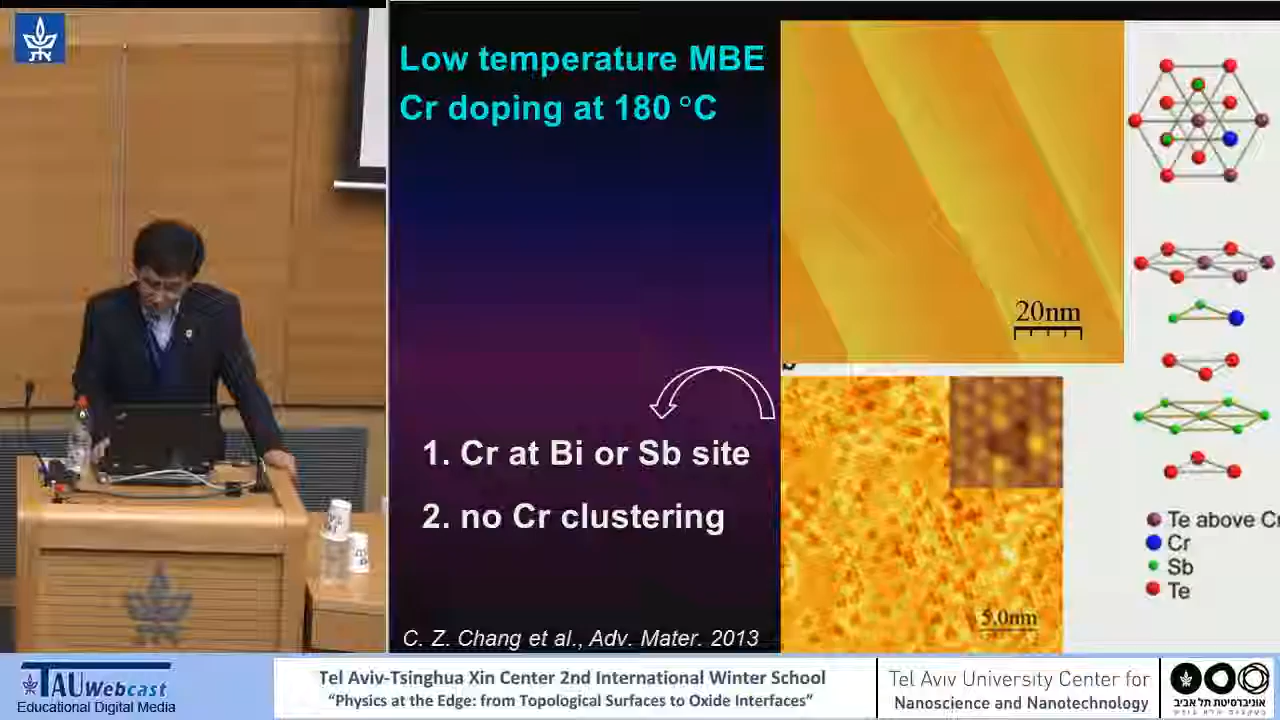 Low temperature MBE
Cr doping at 180 °C
20nm
1. Cr at Bi or Sb site
2. no Cr clustering
5.0nm
C. Z. Chang et al., Adv. Mater. 2013
Te above Cr
Cr
Sb
Te
TAU Webcast
Educational Digital Media
Tel Aviv-Tsinghua Xin Center 2nd International Winter School
“Physics at the Edge: from Topological Surfaces to Oxide Interfaces”
Tel Aviv University Center for
Nanoscience and Nanotechnology
אוניברסיטת תל אביב